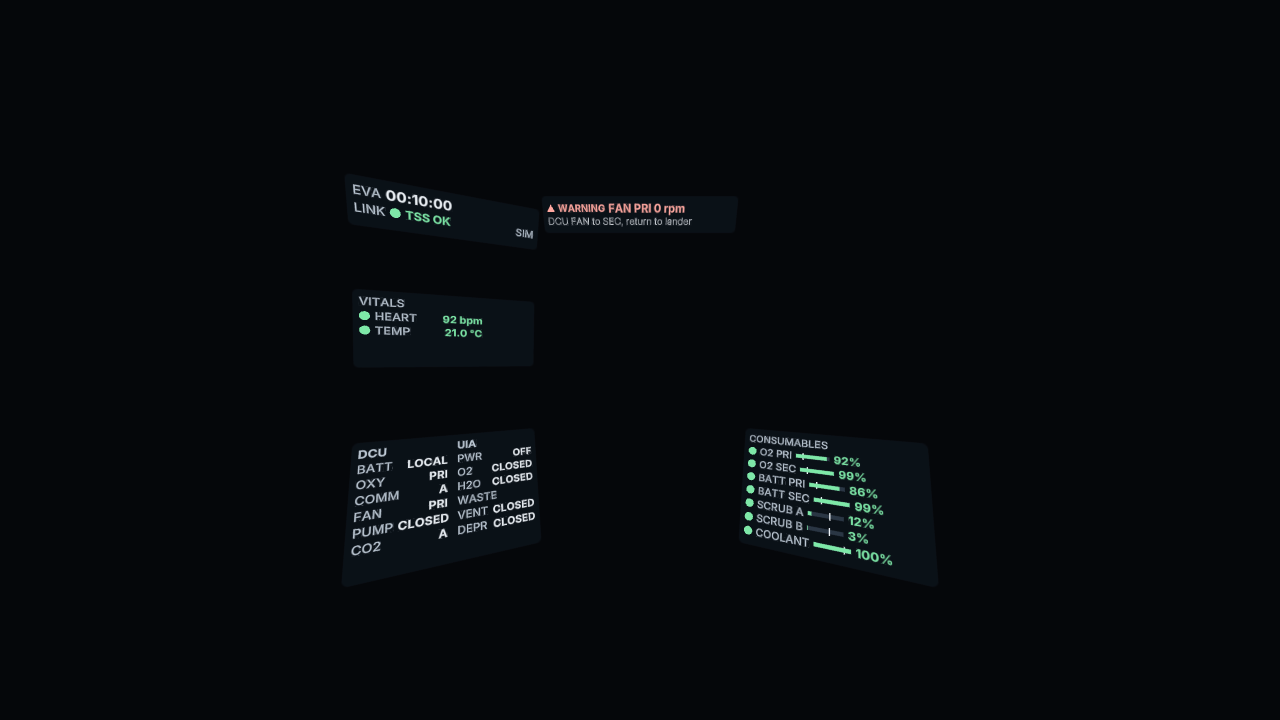 EVA 00:10:00
LINK TSS OK
SIM
WARNING FAN PRI 0 rpm
DCU FAN to SEC, return to lander
VITALS
HEART 92 bpm
TEMP 21.0 °C
DCU
BATT LOCAL
OXY PRI
COMM A
FAN PRI
PUMP CLOSED
CO2 A
UIA
PWR OFF
O2 CLOSED
H2O CLOSED
WASTE
VENT CLOSED
DEPR CLOSED
CONSUMABLES
O2 PRI 92%
O2 SEC 99%
BATT PRI 86%
BATT SEC 99%
SCRUB A 12%
SCRUB B 3%
COOLANT 100%